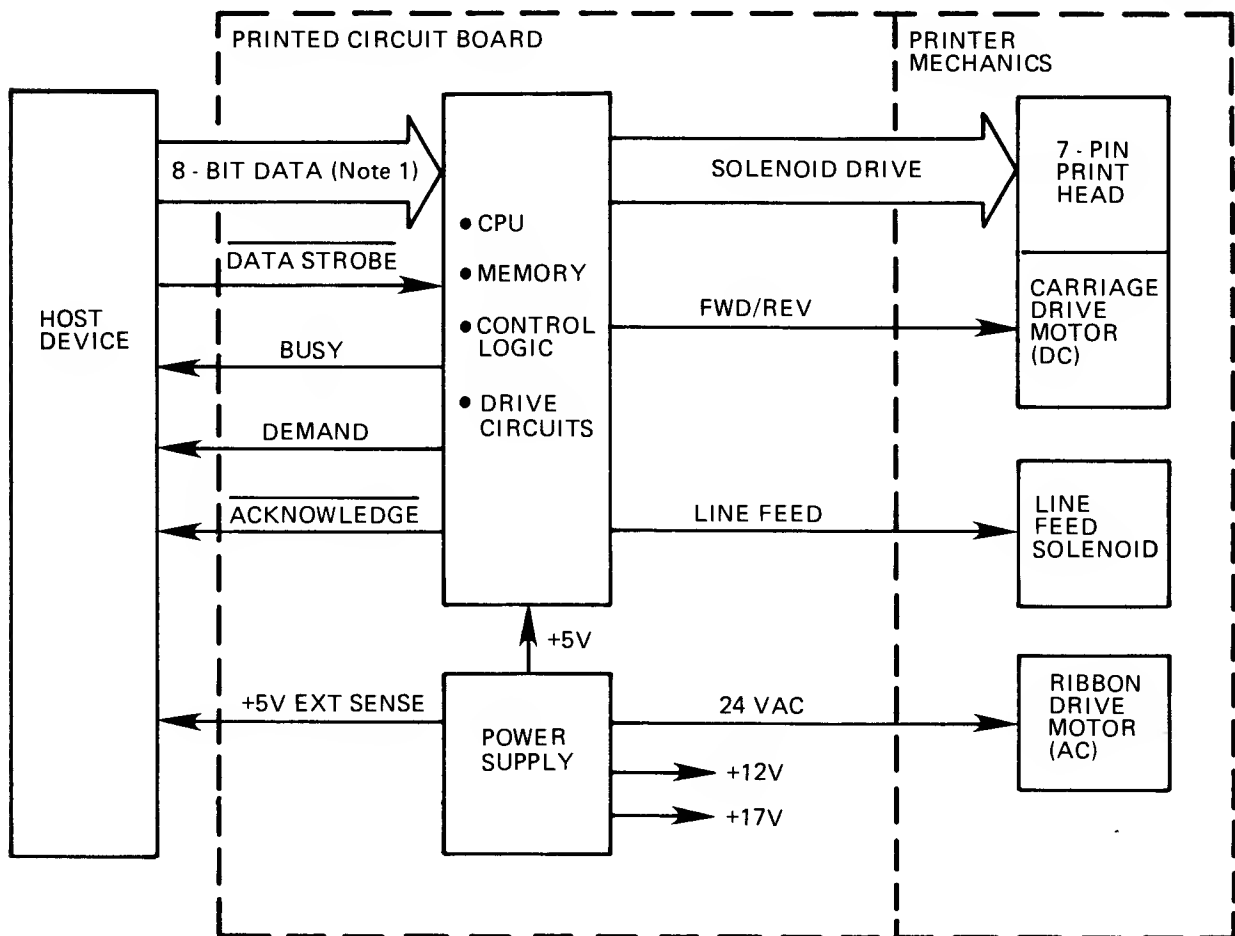 PRINTED CIRCUIT BOARD
PRINTER
MECHANICS
HOST
DEVICE
8 - BIT DATA (Note 1)
DATA STROBE
BUSY
DEMAND
ACKNOWLEDGE
+5V EXT SENSE
• CPU
• MEMORY
• CONTROL
LOGIC
• DRIVE
CIRCUITS
+5V
POWER
SUPPLY
SOLENOID DRIVE
FWD/REV
LINE FEED
24 VAC
+12V
+17V
7 - PIN
PRINT
HEAD
CARRIAGE
DRIVE
MOTOR
(DC)
LINE
FEED
SOLENOID
RIBBON
DRIVE
MOTOR
(AC)